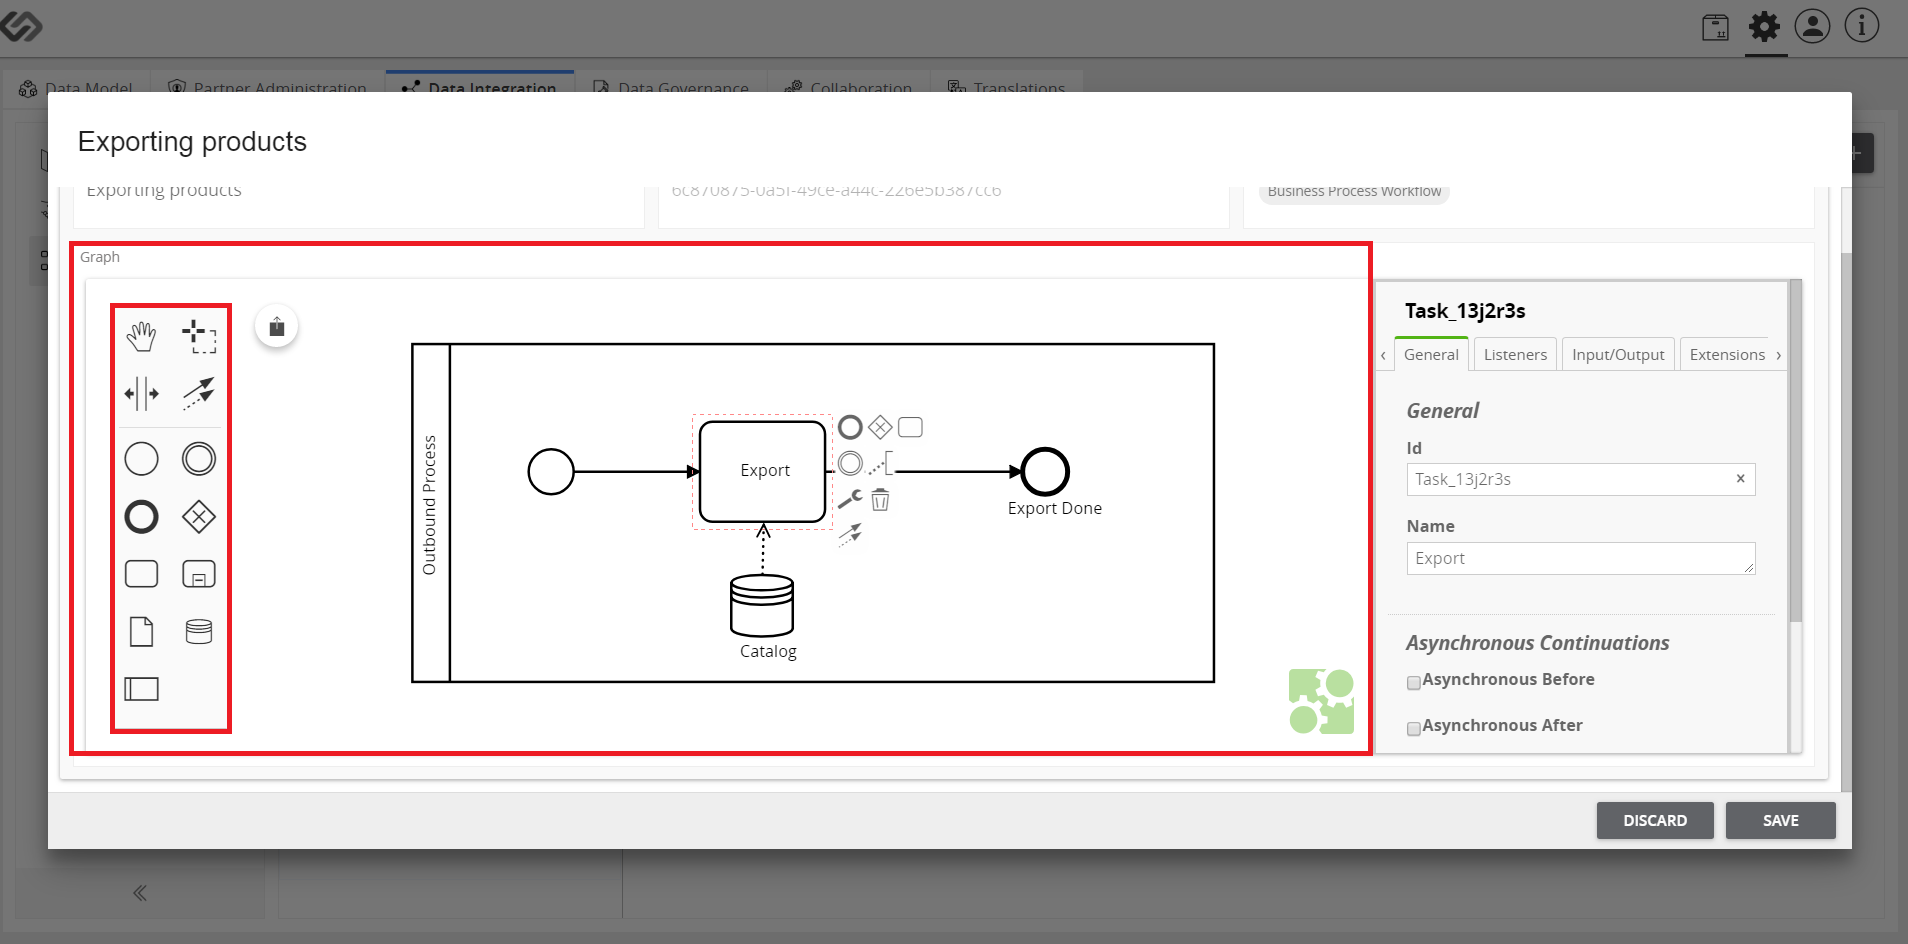 Data Model
Partner Administration
Data Integration
Data Governance
Collaboration
Translations
Exporting products
Exporting products
6c870875-0a5f-49ce-a44c-226e5b387cc6
Business Process Workflow
Graph
Outbound Process
Export
Export Done
Catalog
Task_13j2r3s
General
Listeners
Input/Output
Extensions
General
Id
Task_13j2r3s
Name
Export
Asynchronous Continuations
Asynchronous Before
Asynchronous After
DISCARD
SAVE